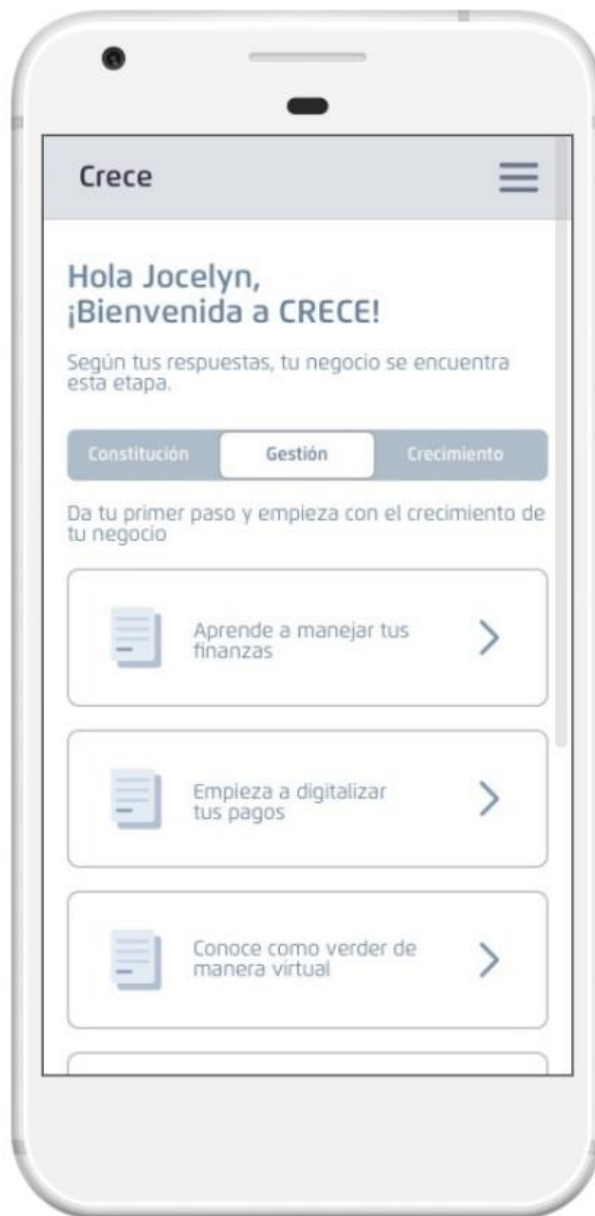 Crece
Hola Jocelyn,
¡Bienvenida a CRECE!
Según tus respuestas, tu negocio se encuentra
esta etapa.
Constitución Gestión Crecimiento
Da tu primer paso y empieza con el crecimiento de
tu negocio
Aprende a manejar tus
finanzas
Empieza a digitalizar
tus pagos
Conoce como verder de
manera virtual